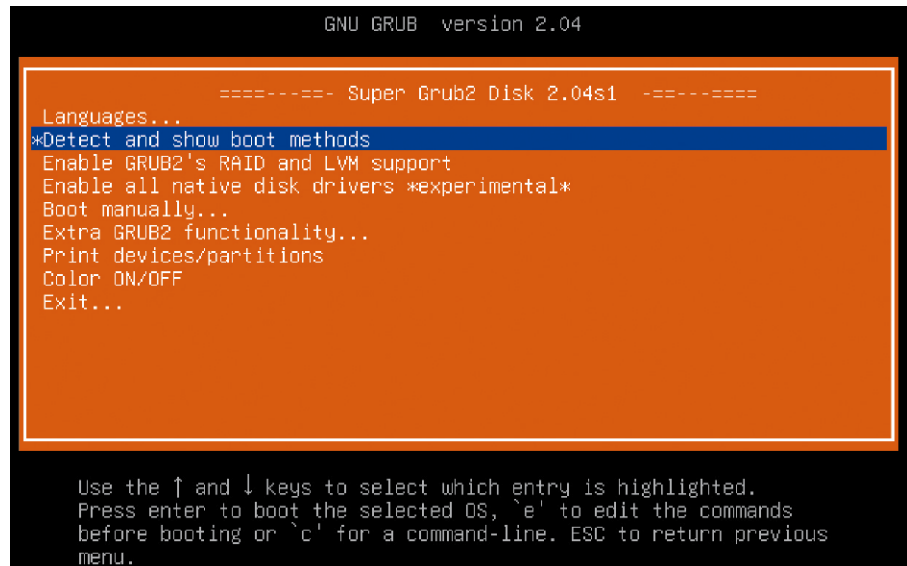 GNU GRUB version 2.04
====---==- Super Grub2 Disk 2.04s1 -==---====
Languages...
*Detect and show boot methods
Enable GRUB2's RAID and LVM support
Enable all native disk drivers *experimental*
Boot manually...
Extra GRUB2 functionality...
Print devices/partitions
Color ON/OFF
Exit...
Use the ↑ and ↓ keys to select which entry is highlighted.
Press enter to boot the selected OS, `e' to edit the commands
before booting or `c' for a command-line. ESC to return previous
menu.